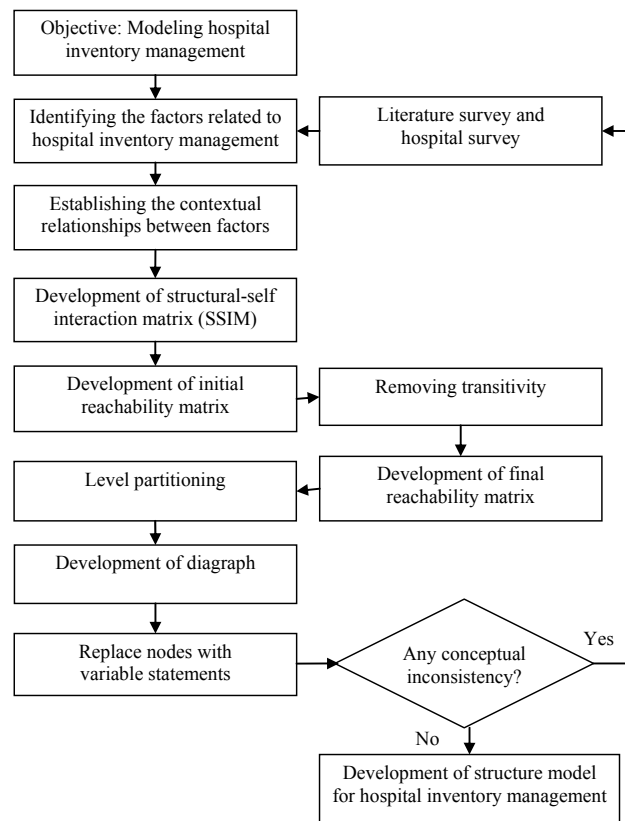 Objective: Modeling hospital
inventory management
Identifying the factors related to
hospital inventory management
Literature survey and
hospital survey
Establishing the contextual
relationships between factors
Development of structural-self
interaction matrix (SSIM)
Development of initial
reachability matrix
Removing transitivity
Level partitioning
Development of final
reachability matrix
Development of diagraph
Replace nodes with
variable statements
Any conceptual
inconsistency?
Yes
No
Development of structure model
for hospital inventory management